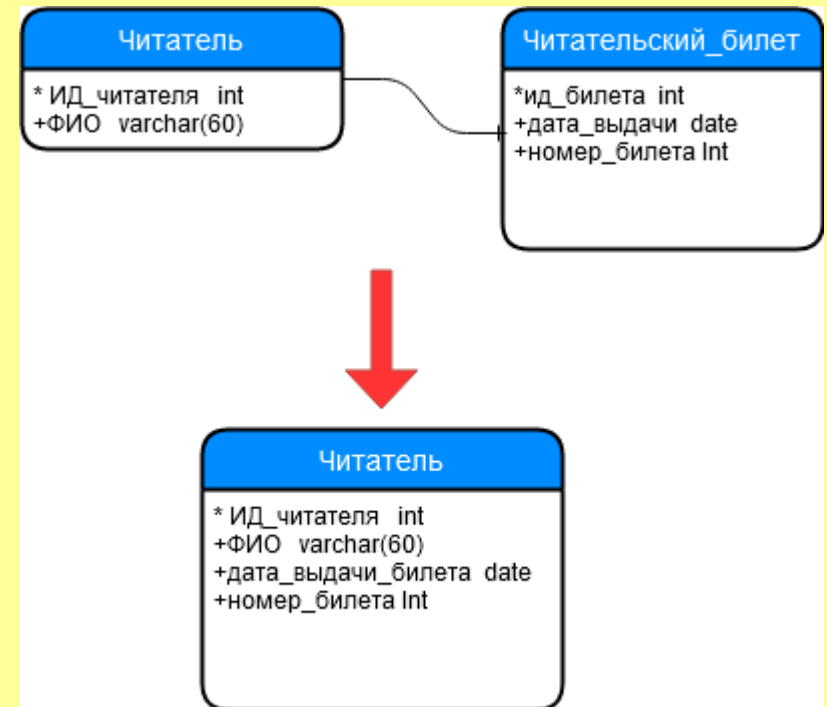 Читатель
* ИД_читателя int
+ФИО varchar(60)
Читательский_билет
*ид_билета int
+дата_выдачи date
+номер_билета Int
Читатель
* ИД_читателя int
+ФИО varchar(60)
+дата_выдачи_билета date
+номер_билета Int